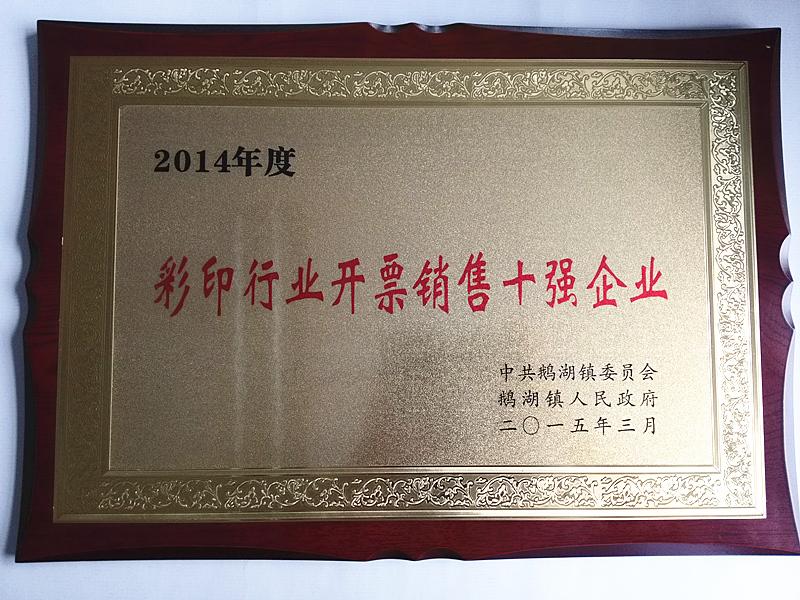 2014年度
彩印行业开票销售十强企业
中共鹅湖镇委员会
鹅湖镇人民政府
二〇一五年三月